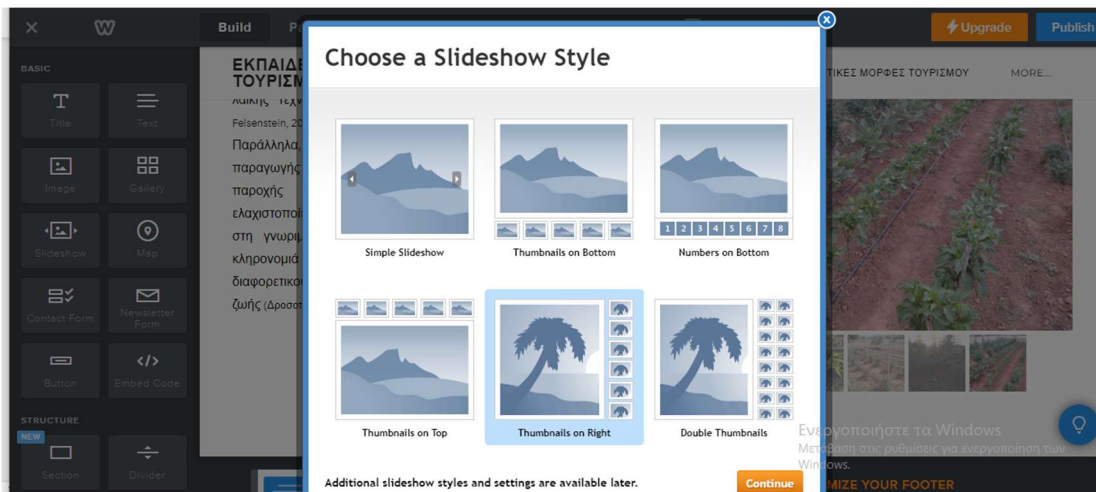 Build
Upgrade
Publish
Choose a Slideshow Style
BASIC
Title
Text
Image
Gallery
Slideshow
Map
Contact Form
Newsletter
Form
Button
Embed Code
STRUCTURE
NEW
Section
Divider
ΤΟΥΡΙΣΜ
Felsenstein, 20
Παράλληλα,
παραγωγής
παροχής
ελαχιστοποί
στη γνωριμ
κληρονομιά
διαφορετικο
ζωής (Δροσοπ
Simple Slideshow
Thumbnails on Bottom
1 2 3 4 5 6 7 8
Numbers on Bottom
Thumbnails on Top
Thumbnails on Right
Double Thumbnails
Additional slideshow styles and settings are available later.
Continue
ΤΙΚΕΣ ΜΟΡΦΕΣ ΤΟΥΡΙΣΜΟΥ
MORE...
Ενεργοποιήστε τα Windows
Μετάβαση στις ρυθμίσεις για ενεργοποίηση των
Windows.
MIZE YOUR FOOTER